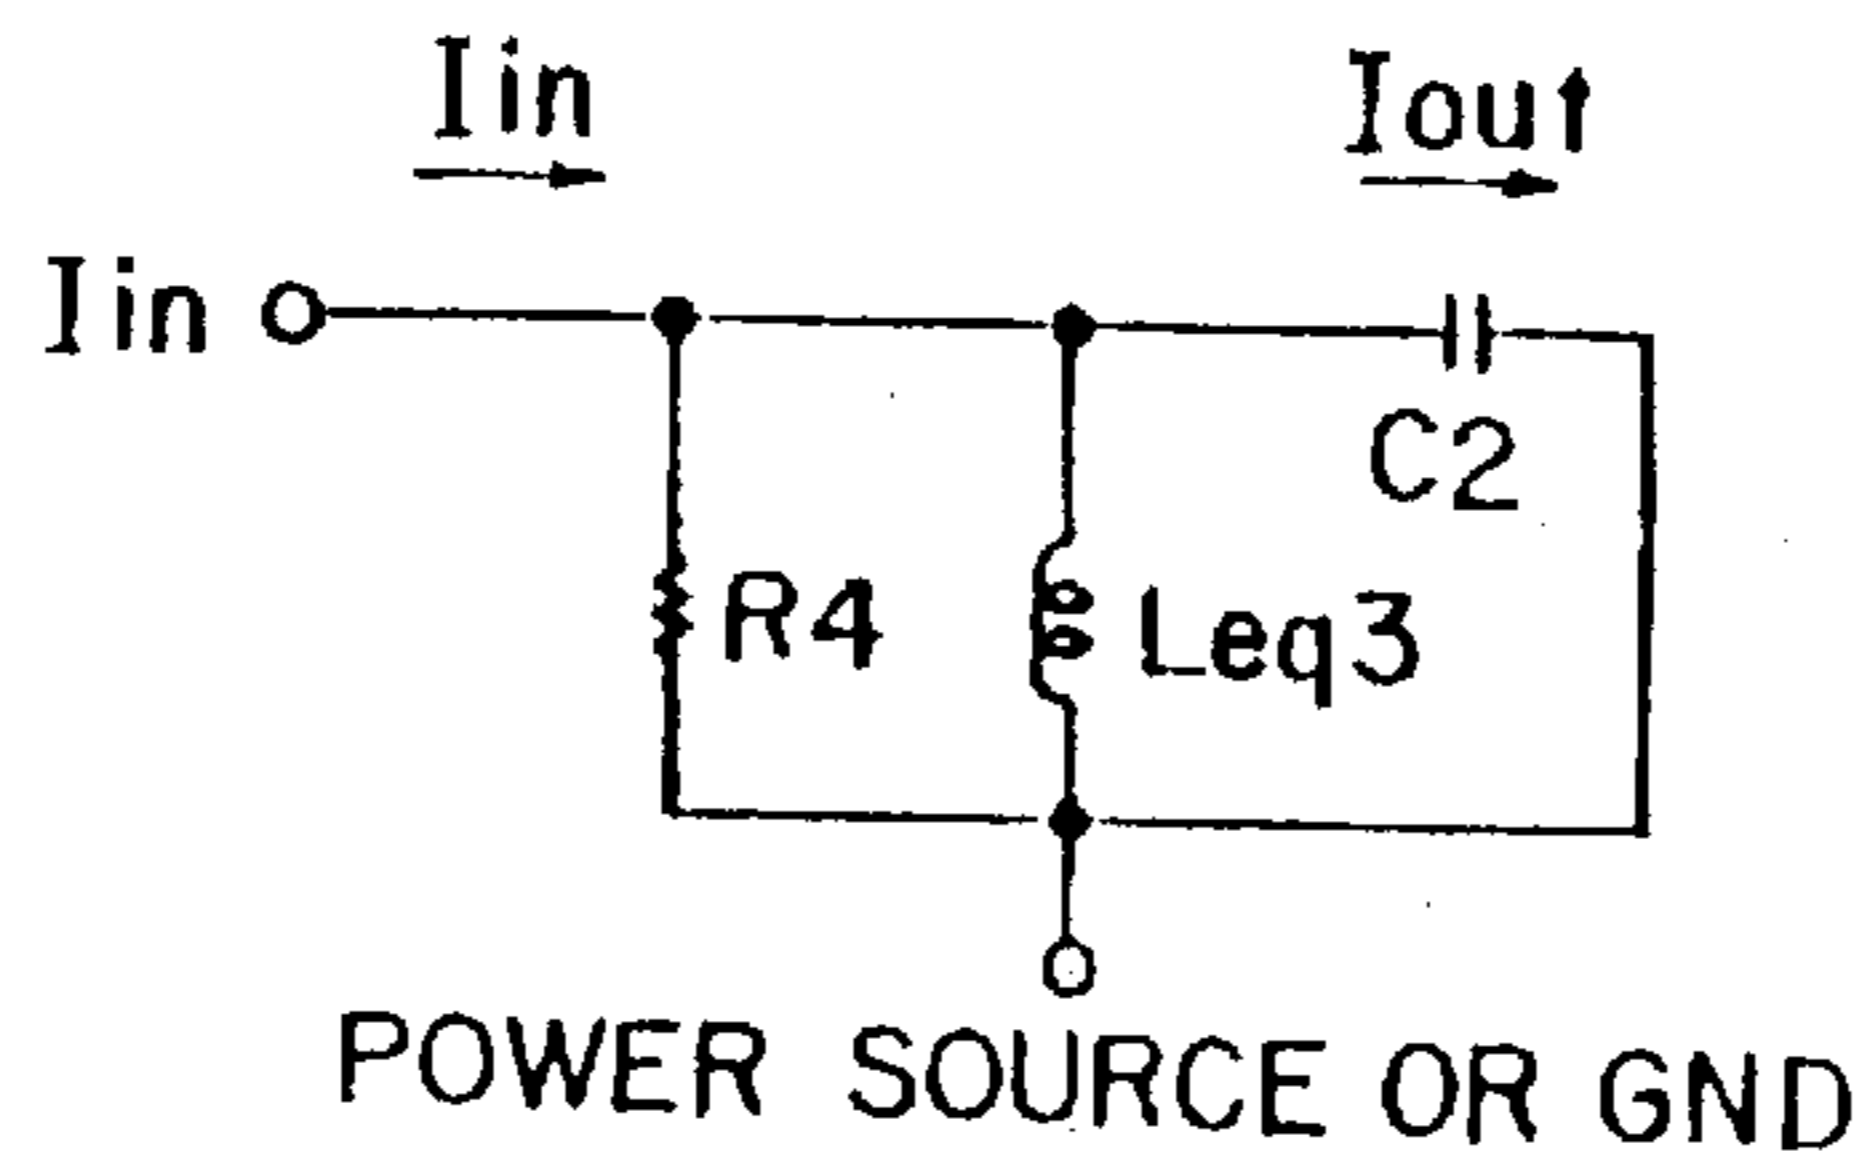 Iin
Iout
Iin
C2
R4
Leq3
POWER SOURCE OR GND